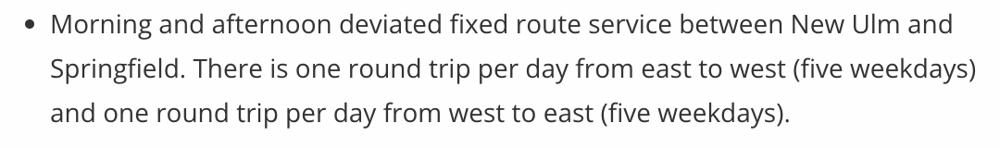 • Morning and afternoon deviated fixed route service between New Ulm and
Springfield. There is one round trip per day from east to west (five weekdays)
and one round trip per day from west to east (five weekdays).